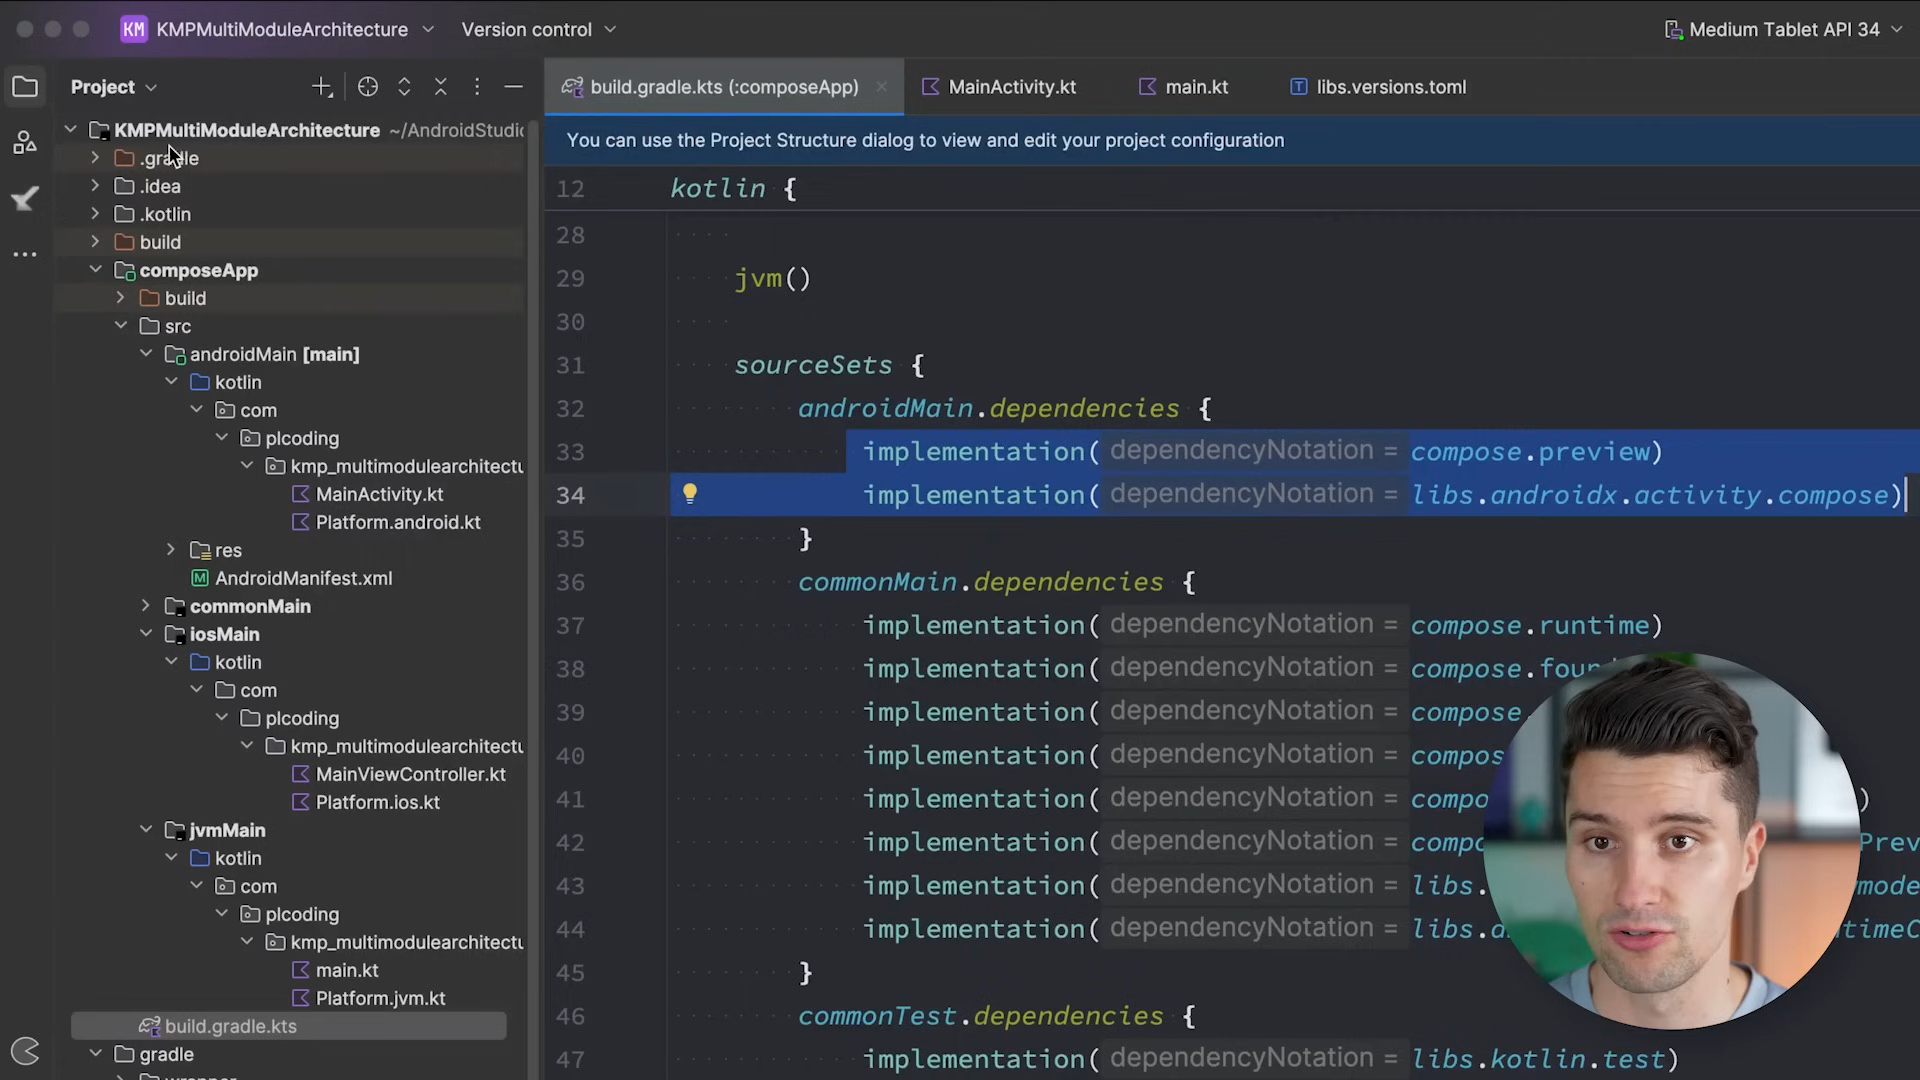 KM KMPMultiModuleArchitecture Version control Medium Tablet API 34
Project
KMPMultiModuleArchitecture ~/AndroidStudio
.gradle
.idea
.kotlin
build
composeApp
build
src
androidMain [main]
kotlin
com
plcoding
kmp_multimodulearchitectu
MainActivity.kt
Platform.android.kt
res
AndroidManifest.xml
commonMain
iosMain
kotlin
com
plcoding
kmp_multimodulearchitectu
MainViewController.kt
Platform.ios.kt
jvmMain
kotlin
com
plcoding
kmp_multimodulearchitectu
main.kt
Platform.jvm.kt
build.gradle.kts
gradle
build.gradle.kts (:composeApp) MainActivity.kt main.kt libs.versions.toml
You can use the Project Structure dialog to view and edit your project configuration
12 kotlin {
28
29 jvm()
30
31 sourceSets {
32 androidMain.dependencies {
33 implementation( dependencyNotation = compose.preview)
34 implementation( dependencyNotation = libs.androidx.activity.compose)
35 }
36 commonMain.dependencies {
37 implementation( dependencyNotation = compose.runtime)
38 implementation( dependencyNotation = compose.foun
39 implementation( dependencyNotation = compose.
40 implementation( dependencyNotation = compos
41 implementation( dependencyNotation = compo )
42 implementation( dependencyNotation = compo Prev
43 implementation( dependencyNotation = libs. mode
44 implementation( dependencyNotation = libs.a timeC
45 }
46 commonTest.dependencies {
47 implementation( dependencyNotation = libs.kotlin.test)